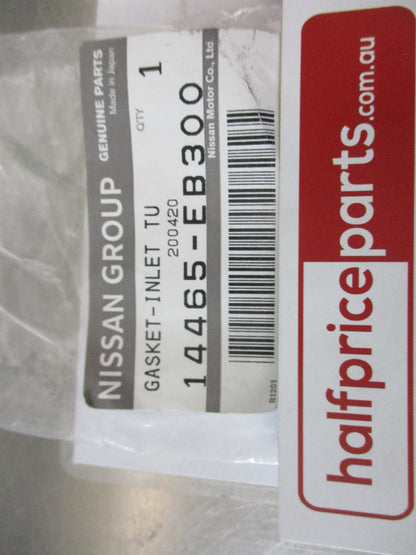 NISSAN GROUP
GENUINE PARTS
Made in Japan
GASKET-INLET TU
QTY 1
200420
14465-EB300
Nissan Motor Co., Ltd
B1201
halfpriceparts.com.au